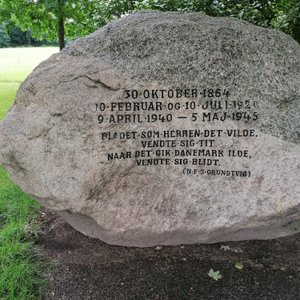 30·OKTOBER·1864
10·FEBRUAR·OG·10·JULI·1920
9·APRIL·1940 – 5·MAJ·1945
BLADET·SOM·HERREN·DET·VILDE·
VENDTE·SIG·TIT
NAAR·DET·GIK·DANEMARK·ILDE,
VENDTE·SIG·BLIDT.
(N·F·S·GRUNDTVIG)